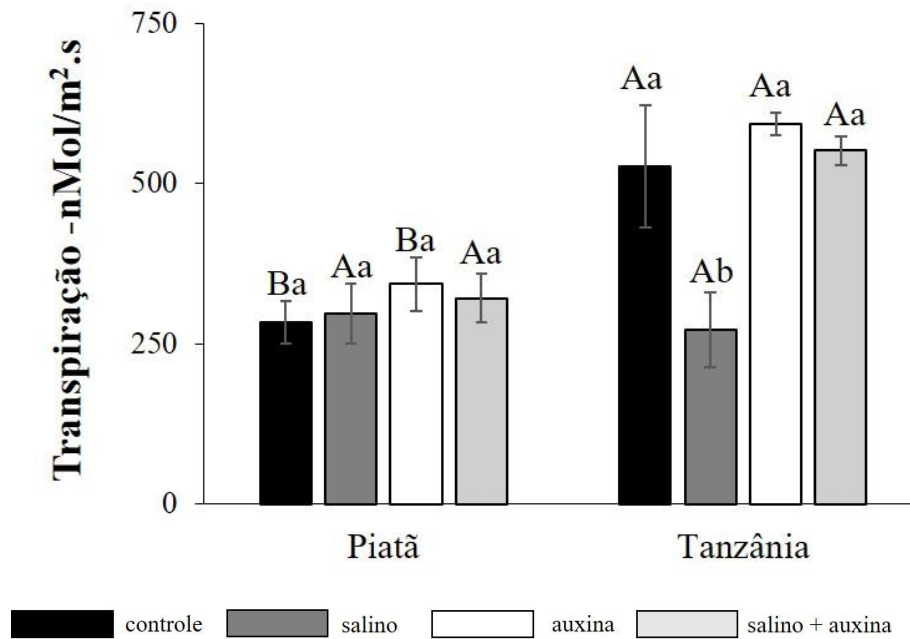 Transpiração -nMol/m².s
750
500
250
0
Ba
Aa
Ba
Aa
Aa
Ab
Aa
Aa
Piatã
Tanzânia
controle
salino
auxina
salino + auxina